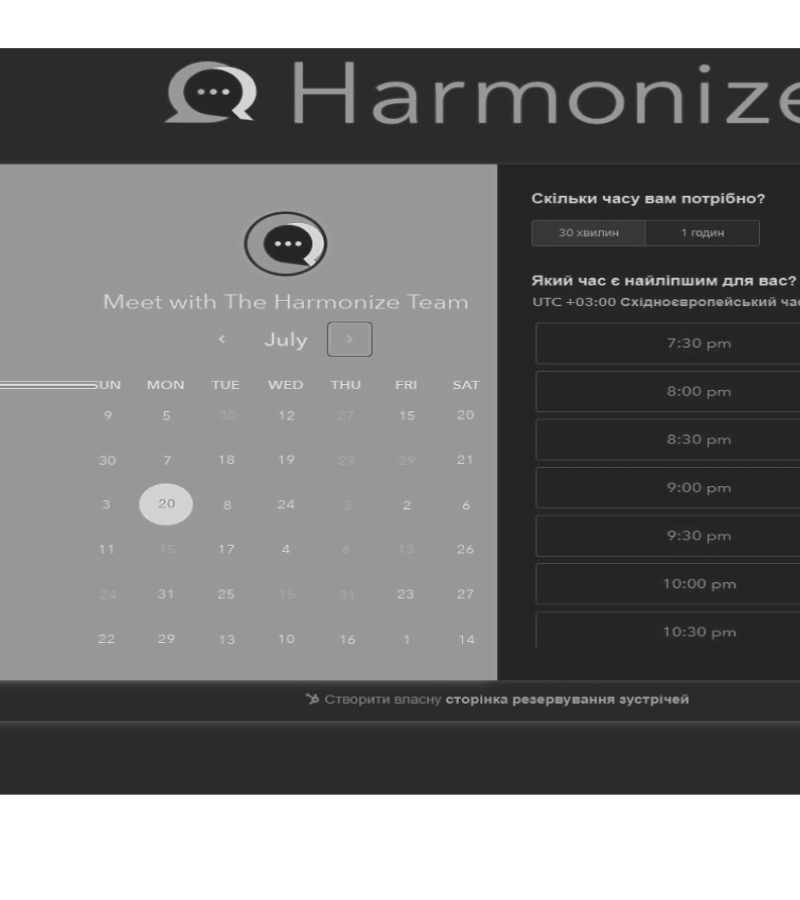 Harmonize
Meet with The Harmonize Team
July
SUN MON TUE WED THU FRI SAT
9 5 30 12 27 15 20
30 7 18 19 29 29 21
3 20 8 24 3 2 6
11 15 17 4 6 13 26
24 31 25 15 31 23 27
22 29 13 10 16 1 14
Скільки часу вам потрібно?
30 хвилин 1 годин
Який час є найліпшим для вас?
UTC +03:00 Східноєвропейський час
7:30 pm
8:00 pm
8:30 pm
9:00 pm
9:30 pm
10:00 pm
10:30 pm
Створити власну сторінка резервування зустрічей